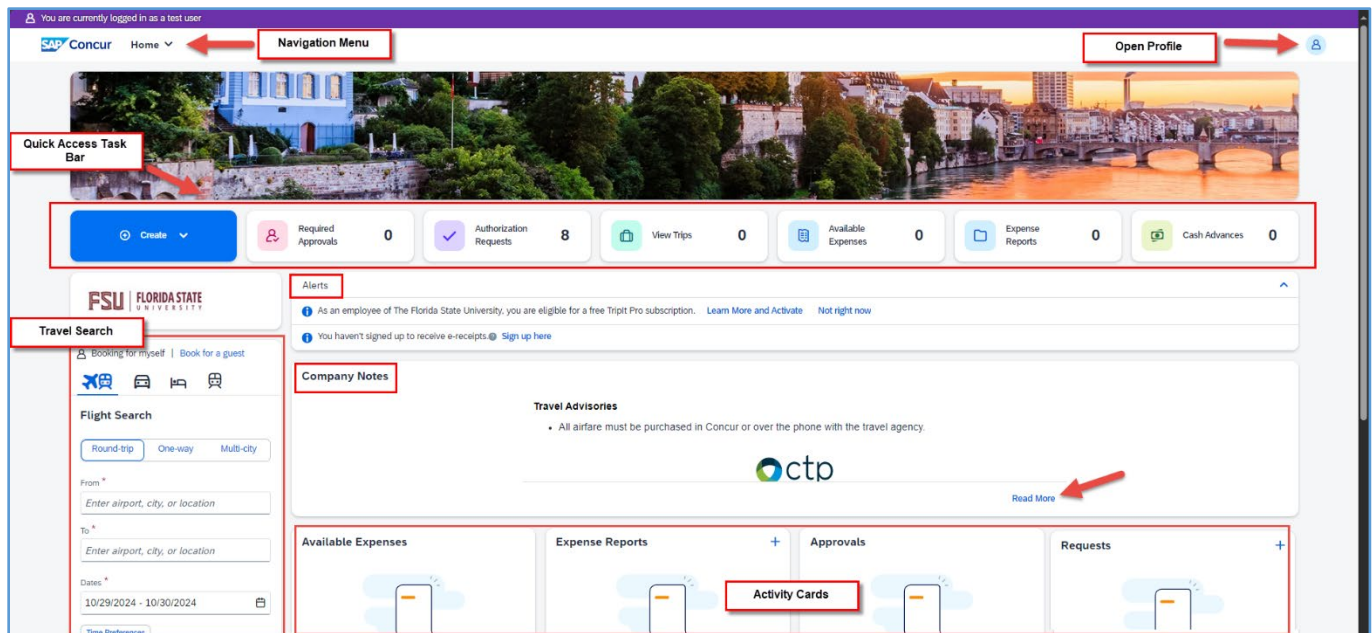 You are currently logged in as a test user
SAP Concur Home
Navigation Menu
Open Profile
Quick Access Task
Bar
Create
Required
Approvals
0
Authorization
Requests
8
View Trips
0
Available
Expenses
0
Expense
Reports
0
Cash Advances
0
FSU FLORIDA STATE
UNIVERSITY
Travel Search
Booking for myself | Book for a guest
Flight Search
Round-trip One-way Multi-city
From *
Enter airport, city, or location
To *
Enter airport, city, or location
Dates *
10/29/2024 - 10/30/2024
Time Preferences
Alerts
As an employee of The Florida State University, you are eligible for a free TripIt Pro subscription. Learn More and Activate Not right now
You haven't signed up to receive e-receipts. Sign up here
Company Notes
Travel Advisories
• All airfare must be purchased in Concur or over the phone with the travel agency.
ctp
Read More
Available Expenses
Expense Reports +
Approvals
Requests +
Activity Cards